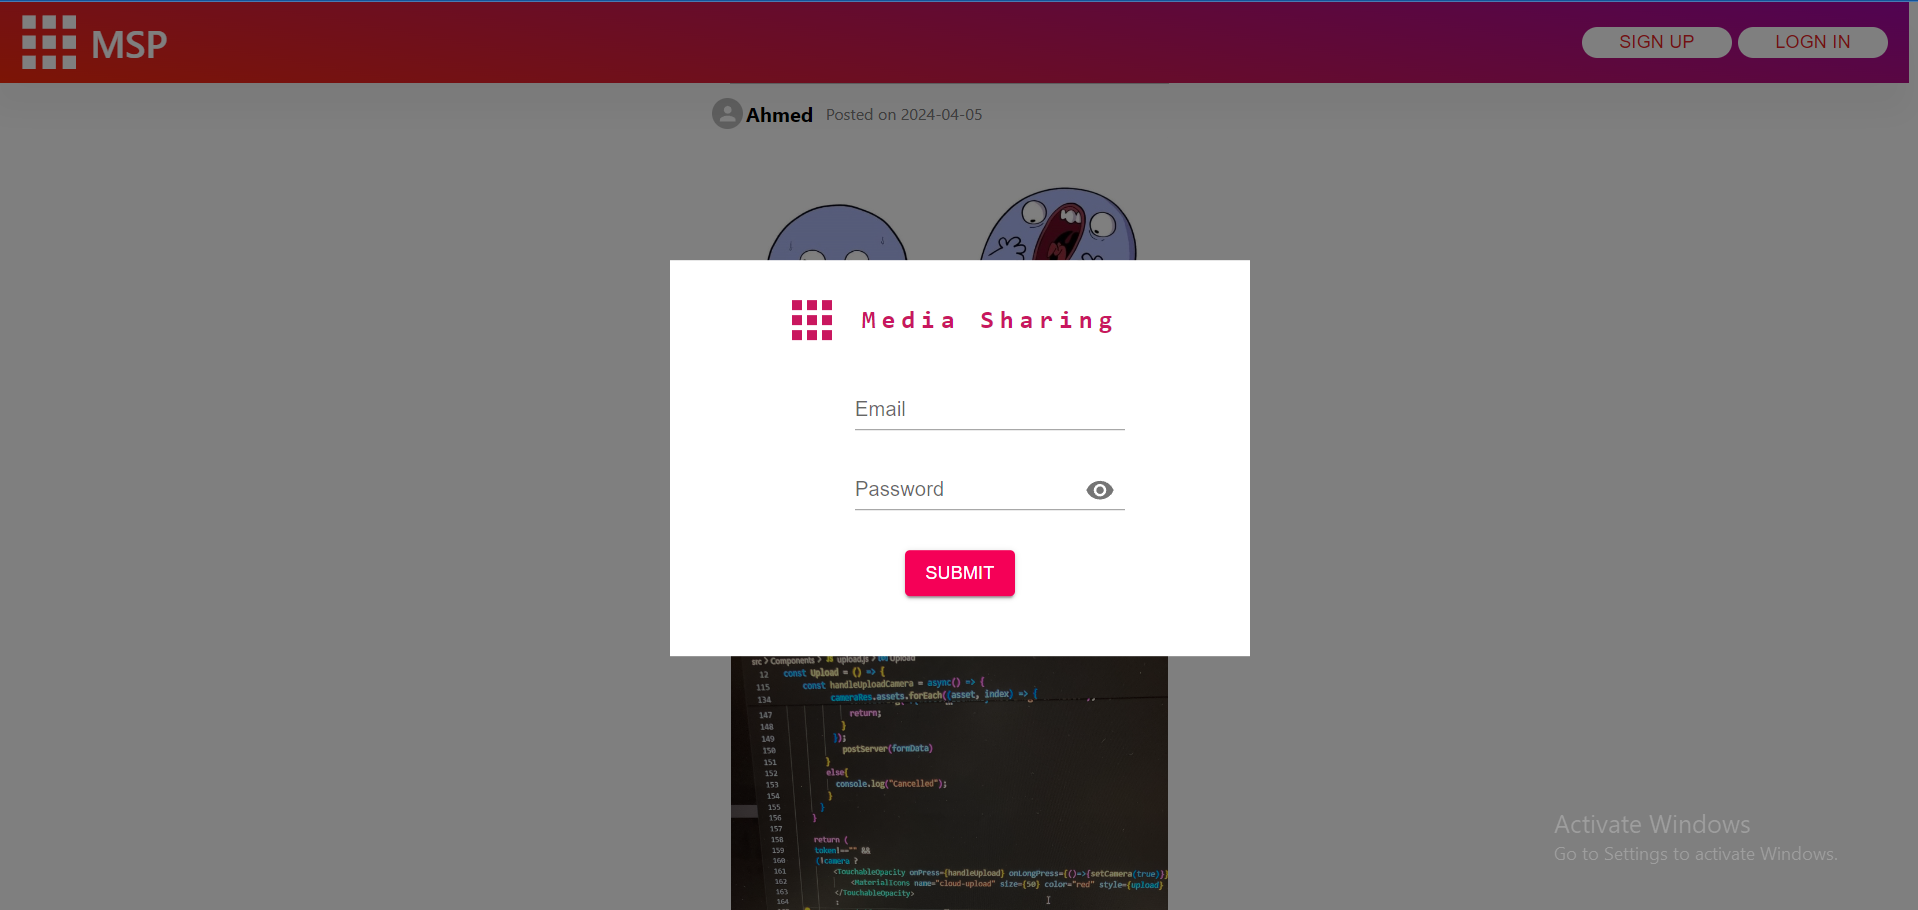 MSP
SIGN UP
LOG IN
Ahmed Posted on 2024-04-05
Media Sharing
Email
Password
SUBMIT
src > Components > JS upload.js > Upload
12 const Upload = () => {
115 const handleUploadCamera = async() => {
134 cameraRes.assets.forEach((asset, index) => {
147 return;
148 }
149 });
150 postServer(formData)
151 }
152 else{
153 console.log("Cancelled");
154 }
155 }
156 }
157
158 return (
159 token!=="" &&
160 (!camera ?
161 <TouchableOpacity onPress={handleUpload} onLongPress={()=>{setCamera(true)}}
162 <MaterialIcons name="cloud-upload" size={50} color="red" style={upload}
163 </TouchableOpacity>
164 :
Activate Windows
Go to Settings to activate Windows.